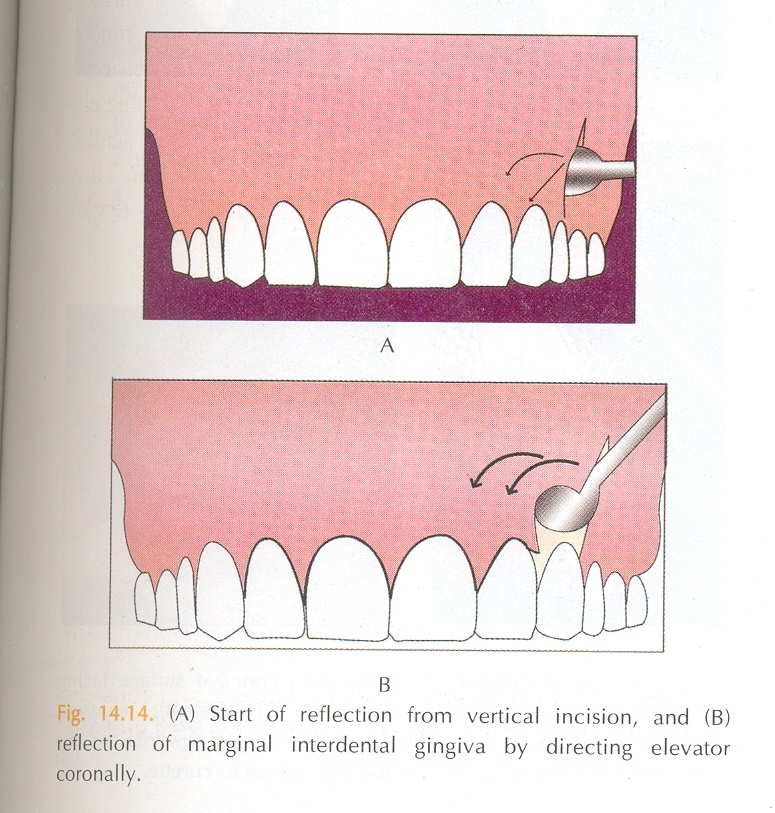 A
B
Fig. 14.14. (A) Start of reflection from vertical incision, and (B)
reflection of marginal interdental gingiva by directing elevator
coronally.